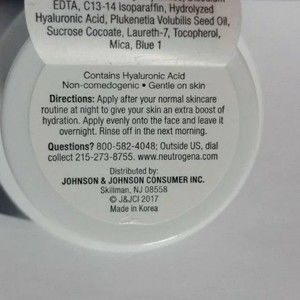 EDTA, C13-14 Isoparaffin, Hydrolyzed
Hyaluronic Acid, Plukenetia Volubilis Seed Oil,
Sucrose Cocoate, Laureth-7, Tocopherol,
Mica, Blue 1
Contains Hyaluronic Acid
Non-comedogenic • Gentle on skin
Directions: Apply after your normal skincare
routine at night to give your skin an extra boost of
hydration. Apply evenly onto the face and leave it
overnight. Rinse off in the next morning.
Questions? 800-582-4048; Outside US, dial
collect 215-273-8755. www.neutrogena.com
Distributed by:
JOHNSON & JOHNSON CONSUMER INC.
Skillman, NJ 08558
© J&JCI 2017
Made in Korea